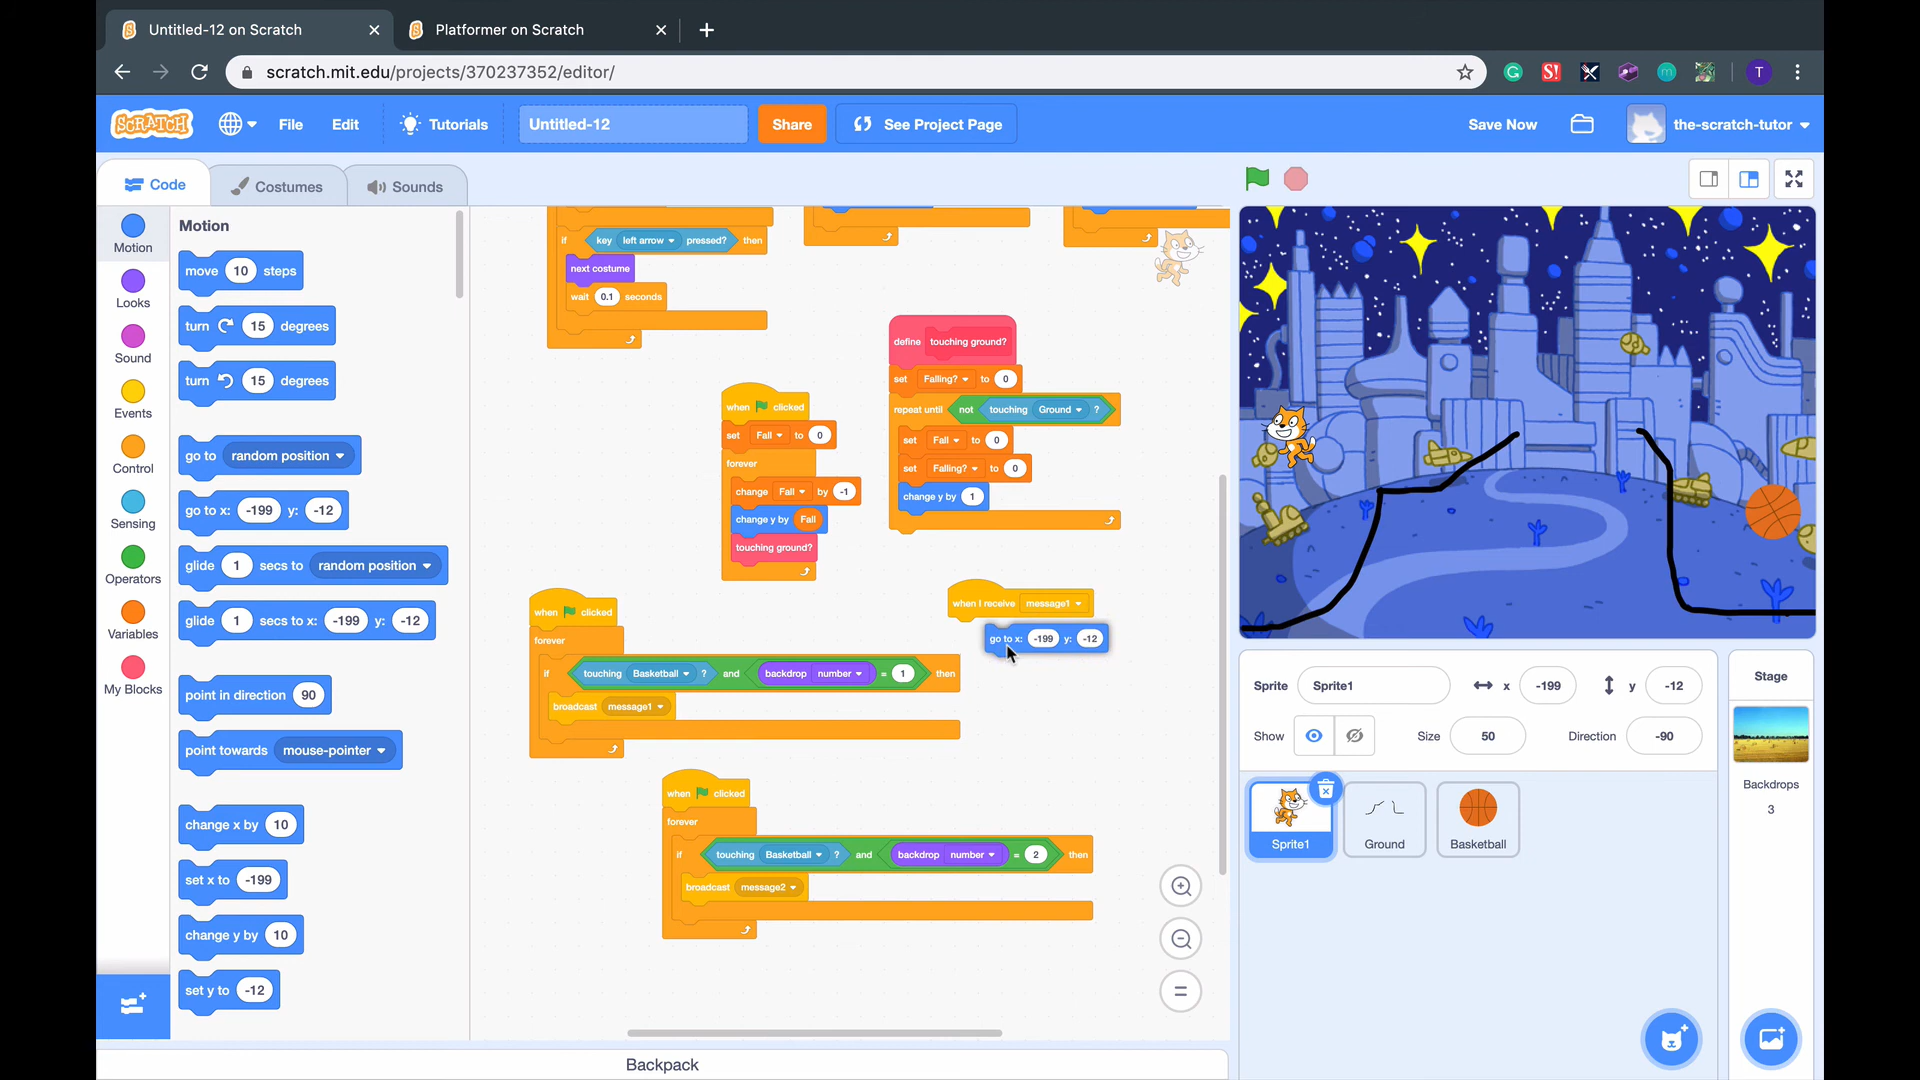 Untitled-12 on Scratch
Platformer on Scratch
scratch.mit.edu/projects/370237352/editor/
S!
m
T
SCRATCH
File
Edit
Tutorials
Untitled-12
Share
See Project Page
Save Now
the-scratch-tutor
Code
Costumes
Sounds
Motion
Looks
Sound
Events
Control
Sensing
Operators
Variables
My Blocks
Motion
move 10 steps
turn 15 degrees
turn 15 degrees
go to random position
go to x: -199 y: -12
glide 1 secs to random position
glide 1 secs to x: -199 y: -12
point in direction 90
point towards mouse-pointer
change x by 10
set x to -199
change y by 10
set y to -12
if key left arrow pressed? then
next costume
wait 0.1 seconds
define touching ground?
set Falling? to 0
repeat until not touching Ground ?
set Fall to 0
set Falling? to 0
change y by 1
when clicked
set Fall to 0
forever
change Fall by -1
change y by Fall
touching ground?
when clicked
forever
if touching Basketball ? and backdrop number = 1 then
broadcast message1
when I receive message1
go to x: -199 y: -12
when clicked
forever
if touching Basketball ? and backdrop number = 2 then
broadcast message2
Backpack
Sprite Sprite1 x -199 y -12
Show Size 50 Direction -90
Sprite1
Ground
Basketball
Stage
Backdrops
3